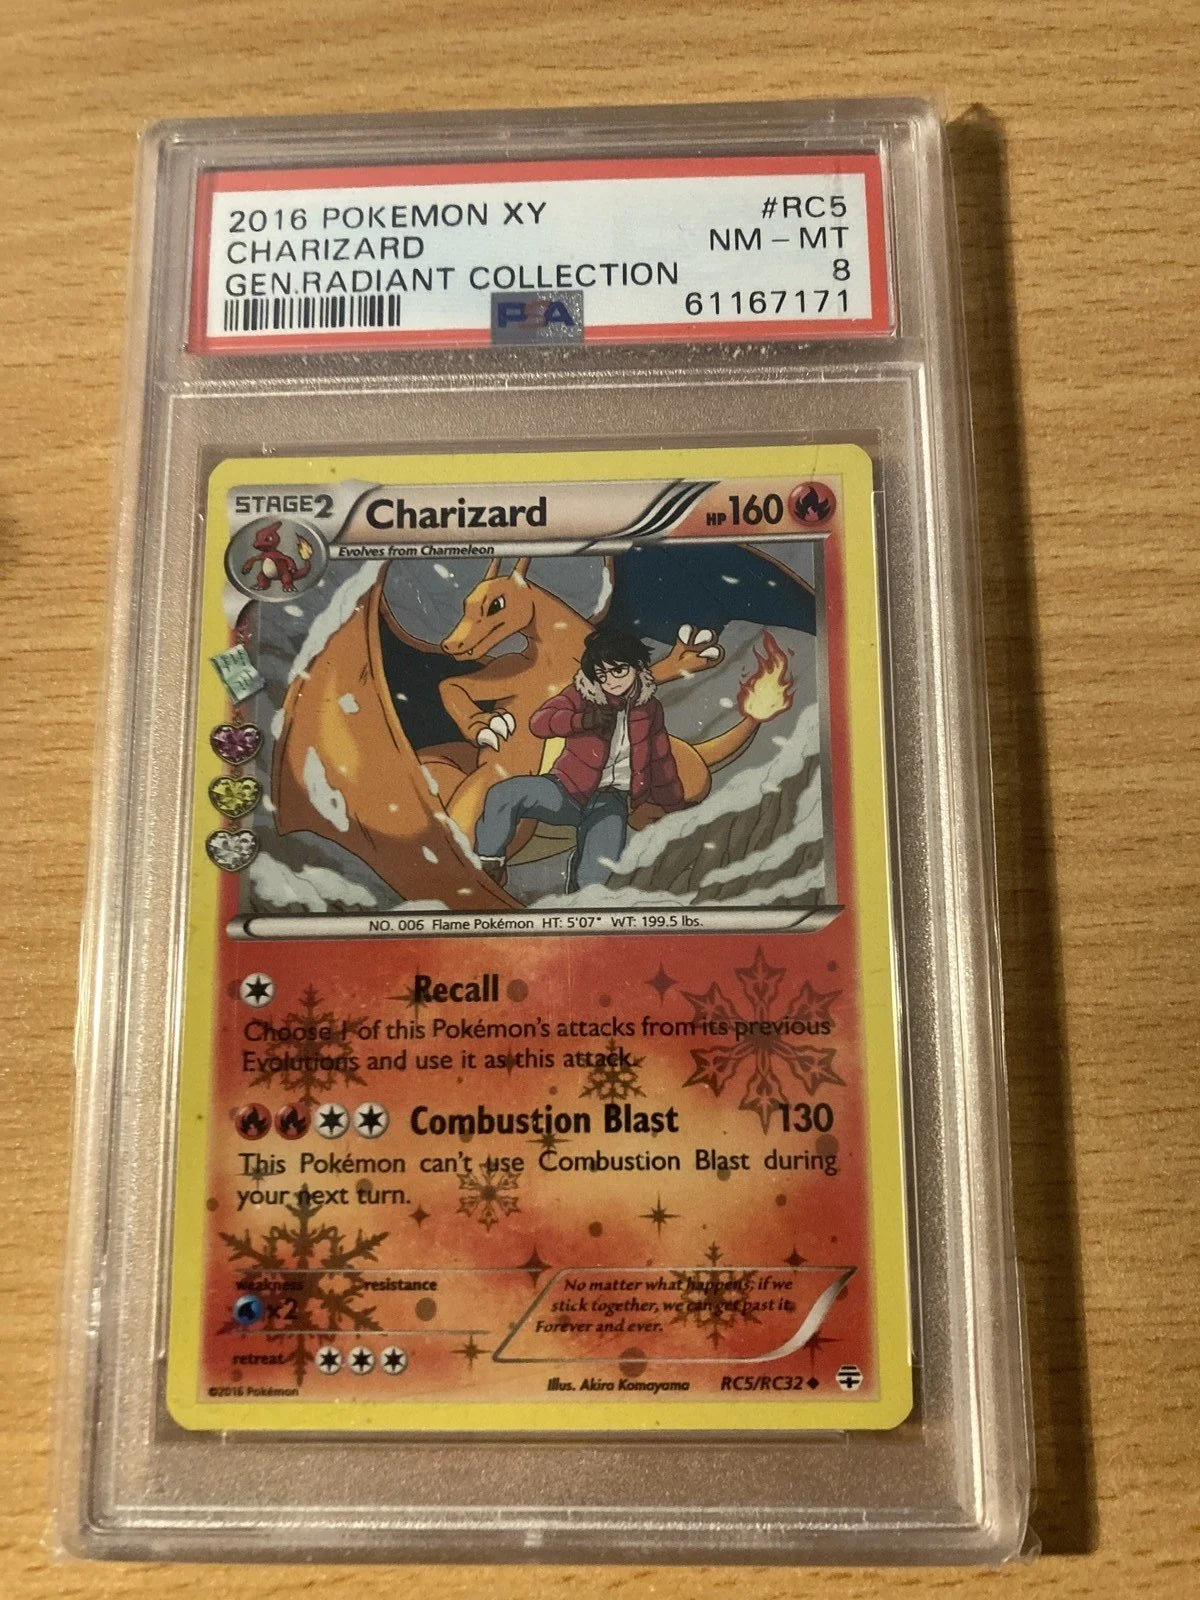 2016 POKEMON XY #RC5
CHARIZARD NM - MT
GEN.RADIANT COLLECTION 8
PSA 61167171
STAGE2 Charizard HP160
Evolves from Charmeleon
NO. 006 Flame Pokémon HT: 5'07" WT: 199.5 lbs.
Recall
Choose 1 of this Pokémon's attacks from its previous
Evolutions and use it as this attack.
Combustion Blast 130
This Pokémon can't use Combustion Blast during
your next turn.
weakness resistance
x2
retreat
No matter what happens, if we
stick together, we can get past it.
Forever and ever.
©2016 Pokémon Illus. Akira Komayama RC5/RC32